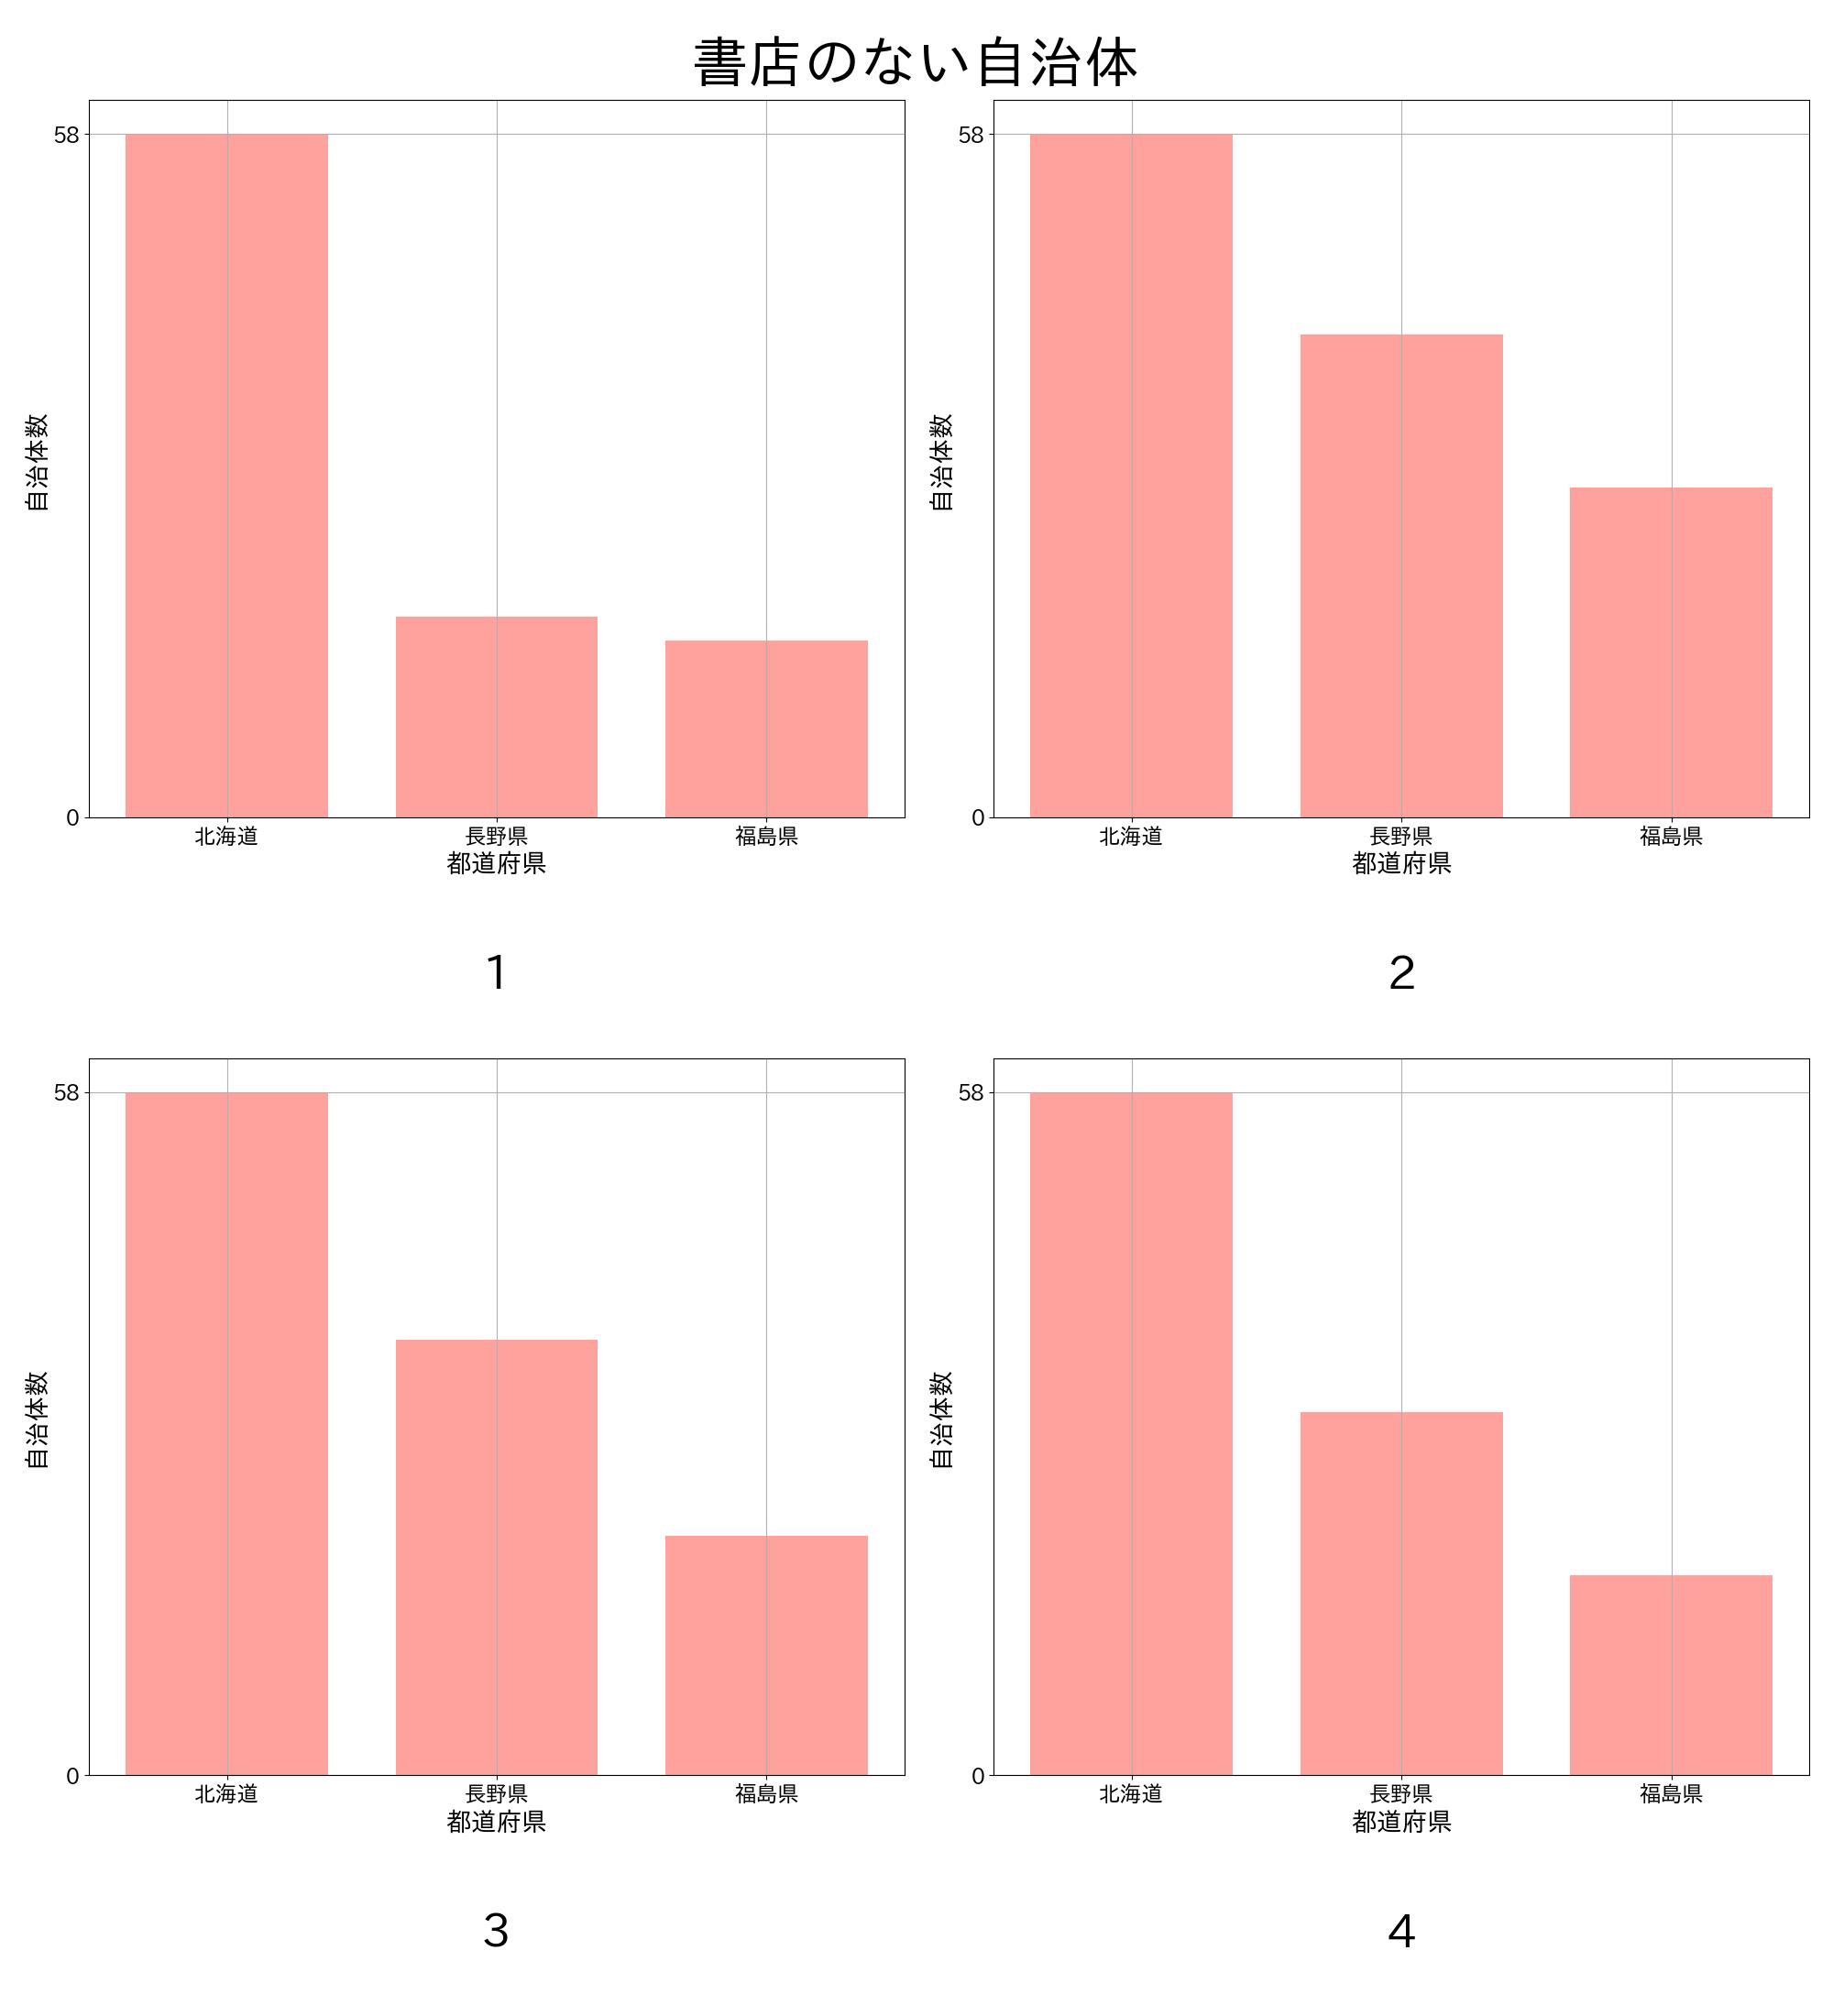 書店のない自治体
58
0
自治体数
北海道 長野県 福島県
都道府県
1
58
0
自治体数
北海道 長野県 福島県
都道府県
2
58
0
自治体数
北海道 長野県 福島県
都道府県
3
58
0
自治体数
北海道 長野県 福島県
都道府県
4